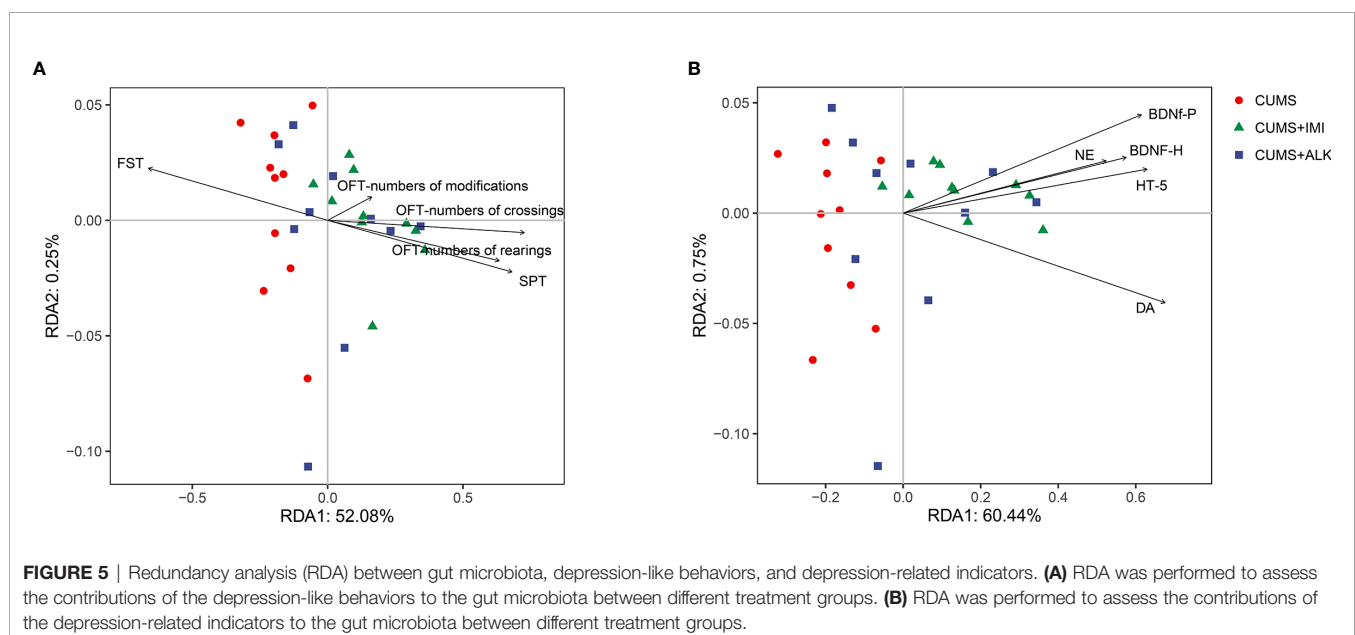 A
0.05
0.00
−0.05
−0.10
RDA2: 0.25%
FST
OFT-numbers of modifications
OFT-numbers of crossings
OFT-numbers of rearings
SPT
−0.5
0.0
0.5
RDA1: 52.08%
B
0.05
0.00
−0.05
−0.10
RDA2: 0.75%
BDNf-P
NE
BDNF-H
HT-5
DA
−0.2
0.0
0.2
0.4
0.6
RDA1: 60.44%
CUMS
CUMS+IMI
CUMS+ALK
FIGURE 5 | Redundancy analysis (RDA) between gut microbiota, depression-like behaviors, and depression-related indicators. (A) RDA was performed to assess
the contributions of the depression-like behaviors to the gut microbiota between different treatment groups. (B) RDA was performed to assess the contributions of
the depression-related indicators to the gut microbiota between different treatment groups.